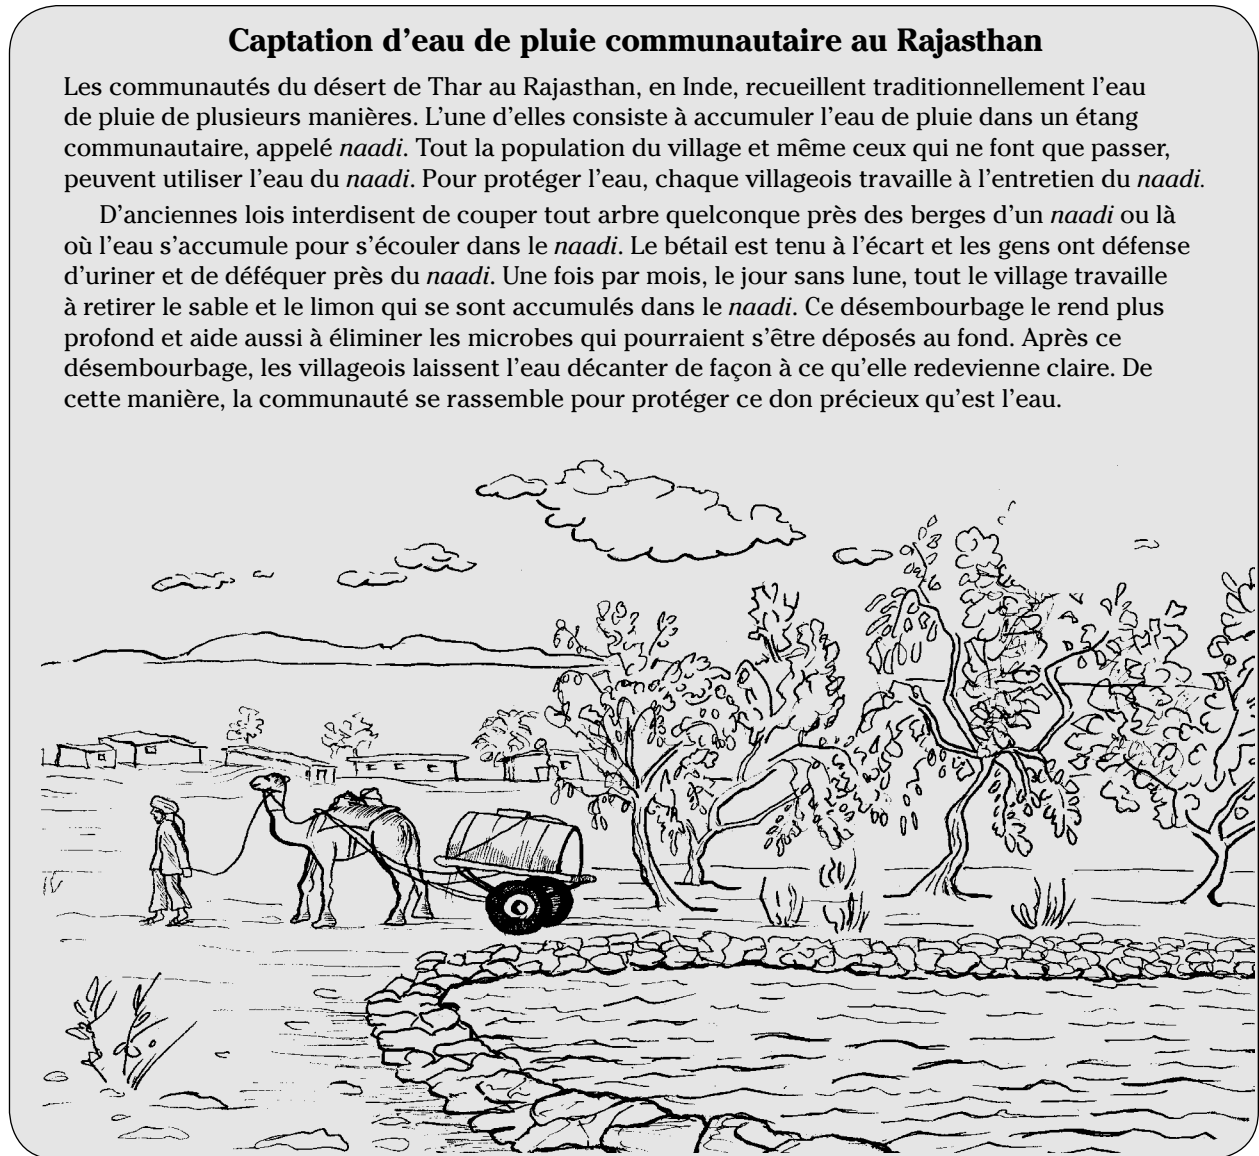 Captation d’eau de pluie communautaire au Rajasthan
Les communautés du désert de Thar au Rajasthan, en Inde, recueillent traditionnellement l’eau
de pluie de plusieurs manières. L’une d’elles consiste à accumuler l’eau de pluie dans un étang
communautaire, appelé naadi. Tout la population du village et même ceux qui ne font que passer,
peuvent utiliser l’eau du naadi. Pour protéger l’eau, chaque villageois travaille à l’entretien du naadi.
D’anciennes lois interdisent de couper tout arbre quelconque près des berges d’un naadi ou là
où l’eau s’accumule pour s’écouler dans le naadi. Le bétail est tenu à l’écart et les gens ont défense
d’uriner et de déféquer près du naadi. Une fois par mois, le jour sans lune, tout le village travaille
à retirer le sable et le limon qui se sont accumulés dans le naadi. Ce désembourbage le rend plus
profond et aide aussi à éliminer les microbes qui pourraient s’être déposés au fond. Après ce
désembourbage, les villageois laissent l’eau décanter de façon à ce qu’elle redevienne claire. De
cette manière, la communauté se rassemble pour protéger ce don précieux qu’est l’eau.